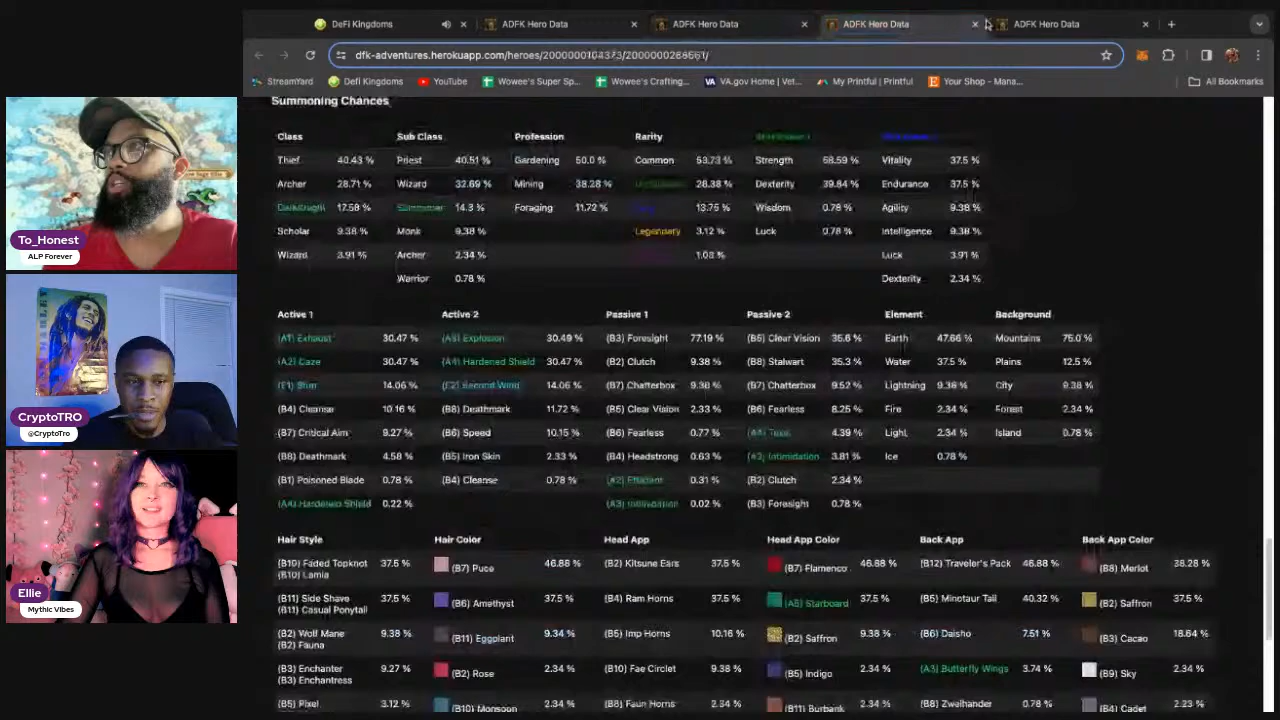 DeFi Kingdoms
ADFK Hero Data
ADFK Hero Data
ADFK Hero Data
ADFK Hero Data
StreamYard
Defi Kingdoms
YouTube
Wowee's Super Sp...
Wowee's Crafting...
VA.gov Home | Vet...
My Printful | Printful
Your Shop - Mana...
All Bookmarks
Summoning Chances
Class Sub Class Profession Rarity
Thief 40.43 % Priest 40.51 % Gardening 50.0 % Common 53.73 % Strength 58.59 % Vitality 37.5 %
Archer 28.71 % Wizard 32.69 % Mining 38.28 % 28.38 % Dexterity 39.84 % Endurance 37.5 %
DarkKnight 17.58 % Summoner 14.3 % Foraging 11.72 % 13.75 % Wisdom 0.78 % Agility 9.38 %
Scholar 9.38 % Monk 9.38 % Legendary 3.12 % Luck 0.78 % Intelligence 9.38 %
Wizard 3.91 % Archer 2.34 % 1.03 % Luck 3.91 %
Warrior 0.78 % Dexterity 2.34 %
Active 1 Active 2 Passive 1 Passive 2 Element Background
(A1) Exhaust 30.47 % Explosion 30.49 % (B3) Foresight 77.19 % (B5) Clear Vision 35.6 % Earth 47.66 % Mountains 75.0 %
(A2) Daze 30.47 % (A4) Hardened Shield 30.47 % (B2) Clutch 9.38 % (B8) Stalwart 35.3 % Water 37.5 % Plains 12.5 %
Stun 14.06 % Second Wind 14.06 % (B7) Chatterbox 9.38 % (B7) Chatterbox 9.52 % Lightning 9.38 % City 9.38 %
(B4) Cleanse 10.16 % (B8) Deathmark 11.72 % (B5) Clear Vision 2.33 % (B6) Fearless 8.25 % Fire 2.34 % Forest 2.34 %
(B7) Critical Aim 9.27 % (B6) Speed 10.15 % (B6) Fearless 0.77 % 4.39 % Light 2.34 % Island 0.78 %
(B8) Deathmark 4.58 % (B5) Iron Skin 2.33 % (B4) Headstrong 0.63 % Intimidation 3.81 % Ice 0.78 %
(B1) Poisoned Blade 0.78 % (B4) Cleanse 0.78 % (A2) Efficient 0.31 % (B2) Clutch 2.34 %
(A4) Hardened Shield 0.22 % (A3) Intimidation 0.02 % (B3) Foresight 0.78 %
Hair Style Hair Color Head App Head App Color Back App Back App Color
(B10) Faded Topknot 37.5 % (B7) Puce 46.88 % (B2) Kitsune Ears 37.5 % (B7) Flamenco 46.88 % (B12) Traveler's Pack 46.88 % (B8) Merlot 38.28 %
(B10) Lamia
(B11) Side Shave 37.5 % (B6) Amethyst 37.5 % (B4) Ram Horns 37.5 % (A5) Starboard 37.5 % (B5) Minotaur Tail 40.32 % (B2) Saffron 37.5 %
(B11) Casual Ponytail
(B2) Wolf Mane 9.38 % (B11) Eggplant 9.34 % (B5) Imp Horns 10.16 % (B2) Saffron 9.38 % (B6) Daisho 7.51 % (B3) Cacao 18.64 %
(B2) Fauna
(B3) Enchanter 9.27 % (B2) Rose 2.34 % (B10) Fae Circlet 9.38 % (B5) Indigo 2.34 % (A3) Butterfly Wings 3.74 % (B9) Sky 2.34 %
(B3) Enchantress
(B5) Pixel 3.12 % (B10) Monsoon 2.34 % (B8) Faun Horns 2.34 % (B11) Burbank 2.34 % (B8) Zweihander 0.78 % (B4) Cadet 2.23 %
To_Honest
ALP Forever
CryptoTRO
@CryptoTro
Ellie
Mythic Vibes